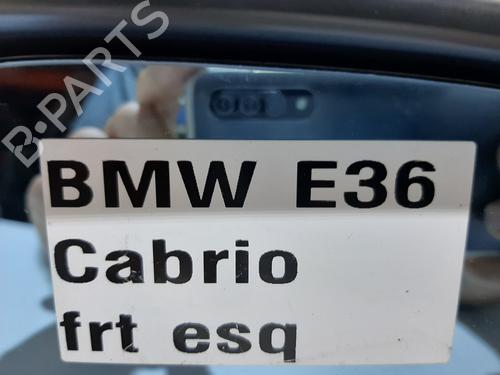 B-PARTS
BMW E36
Cabrio
frt esq